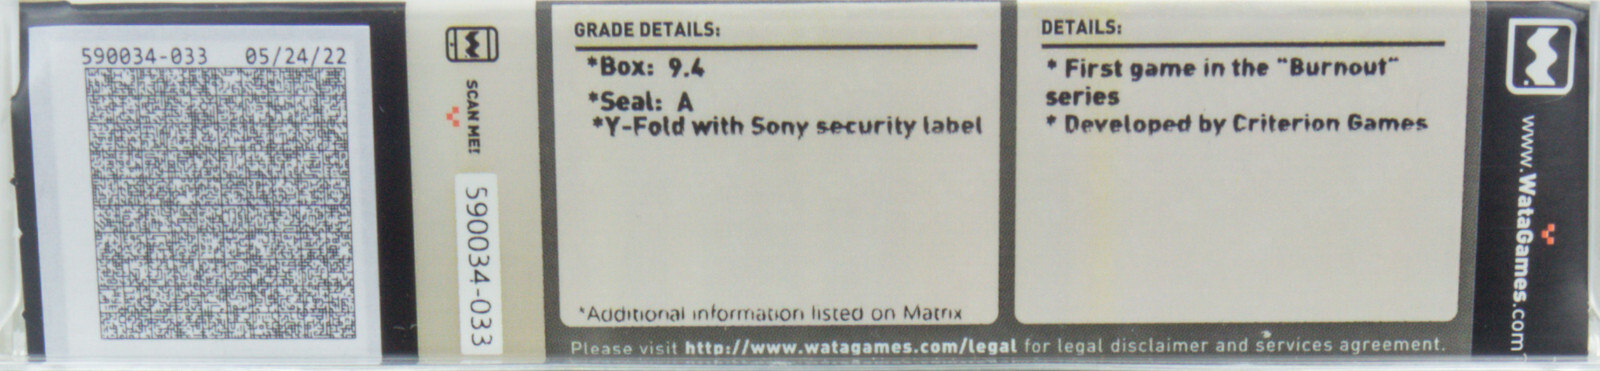 590034-033 05/24/22
SCAN ME!
590034-033
GRADE DETAILS:
*Box: 9.4
*Seal: A
*Y-Fold with Sony security label
*Additional information listed on Matrix
DETAILS:
* First game in the "Burnout"
series
* Developed by Criterion Games
Please visit http://www.watagames.com/legal for legal disclaimer and services agreement.
www.WataGames.com